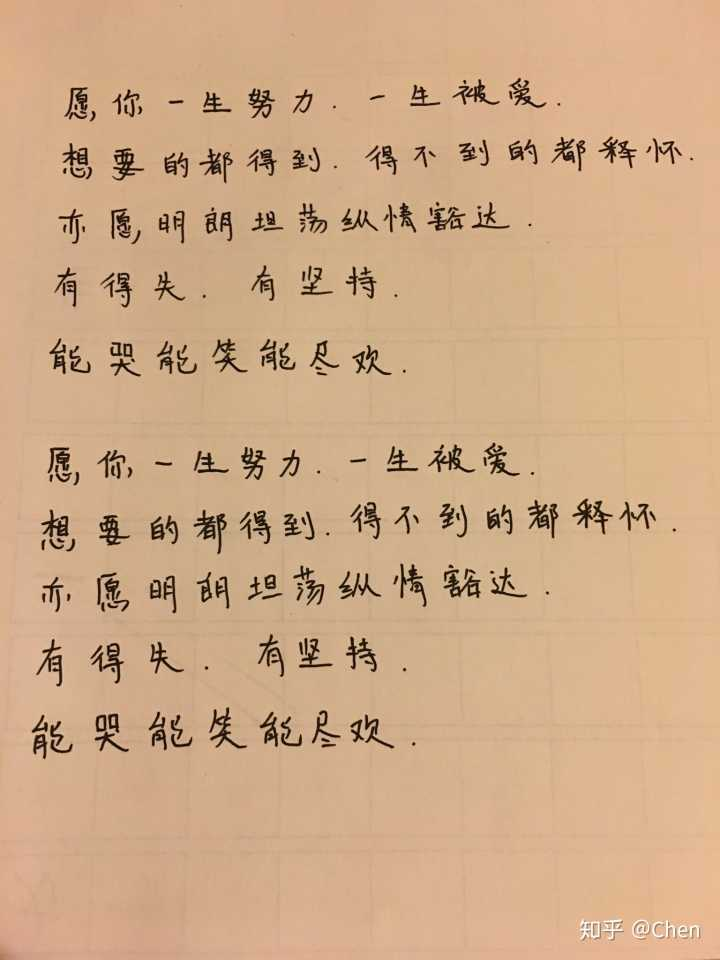 愿你一生努力.一生被爱.
想要的都得到.得不到的都释怀.
亦愿,明朗坦荡纵情豁达.
有得失.有坚持.
能哭能笑能尽欢.
愿你一生努力.一生被爱.
想要的都得到.得不到的都释怀.
亦愿明朗坦荡纵情豁达.
有得失.有坚持.
能哭能笑能尽欢.
知乎 @Chen